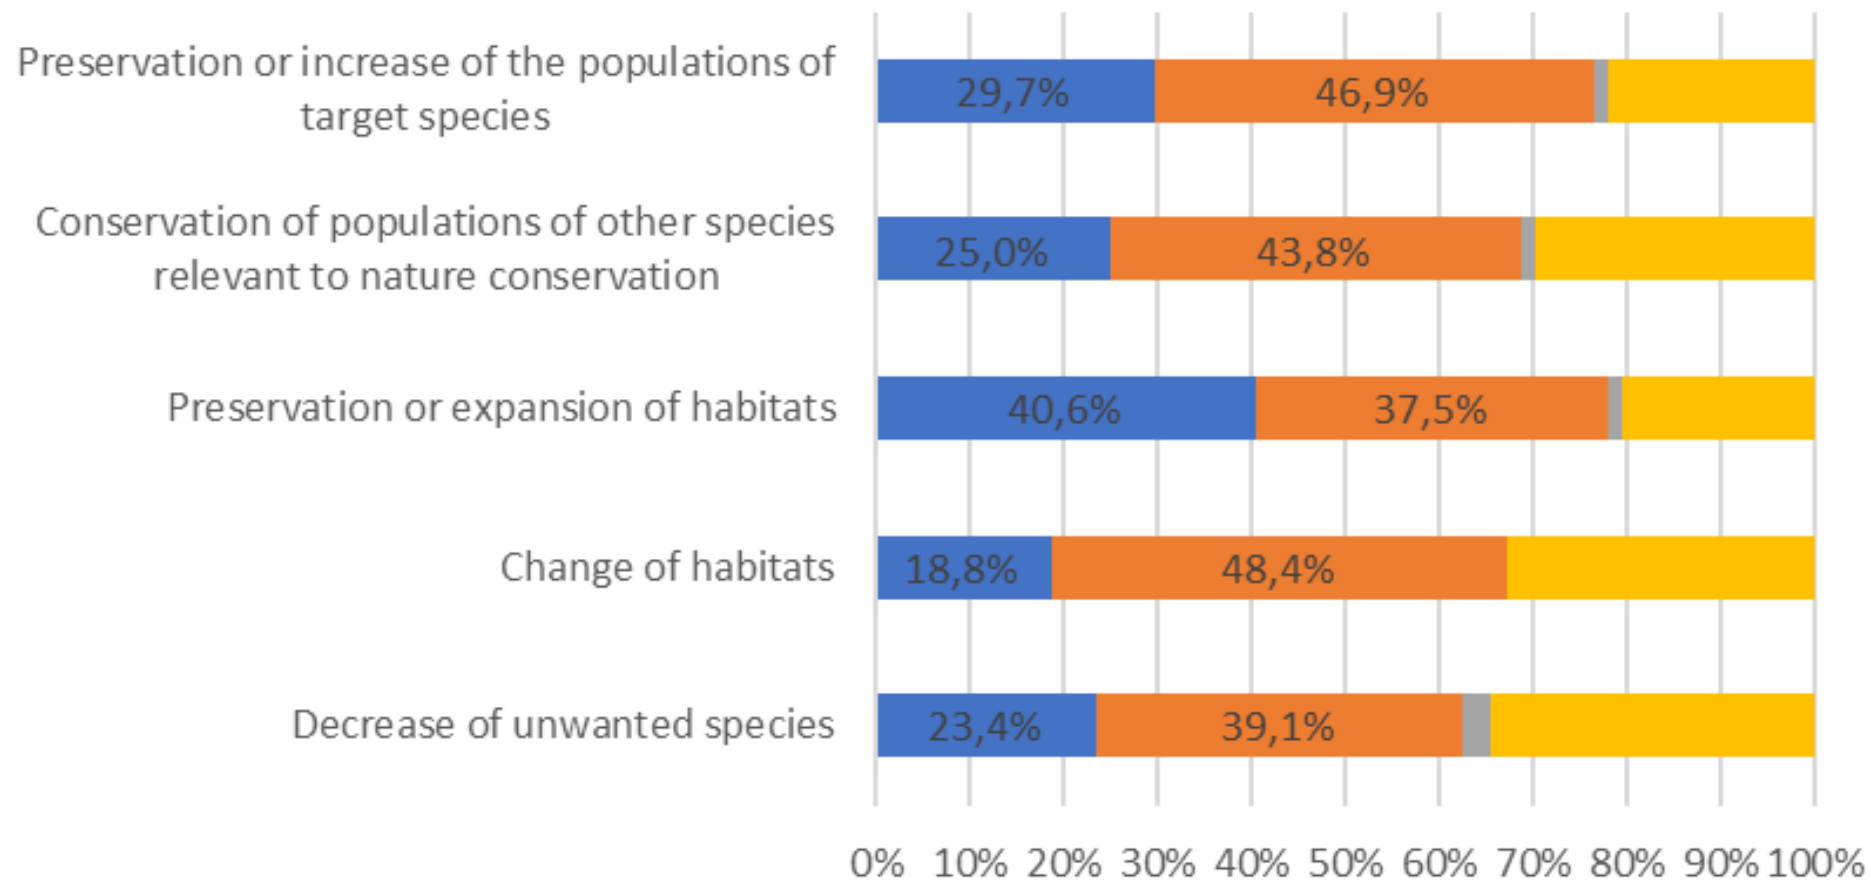 Preservation or increase of the populations of
target species
29,7% 46,9%
Conservation of populations of other species
relevant to nature conservation
25,0% 43,8%
Preservation or expansion of habitats
40,6% 37,5%
Change of habitats
18,8% 48,4%
Decrease of unwanted species
23,4% 39,1%
0% 10% 20% 30% 40% 50% 60% 70% 80% 90% 100%